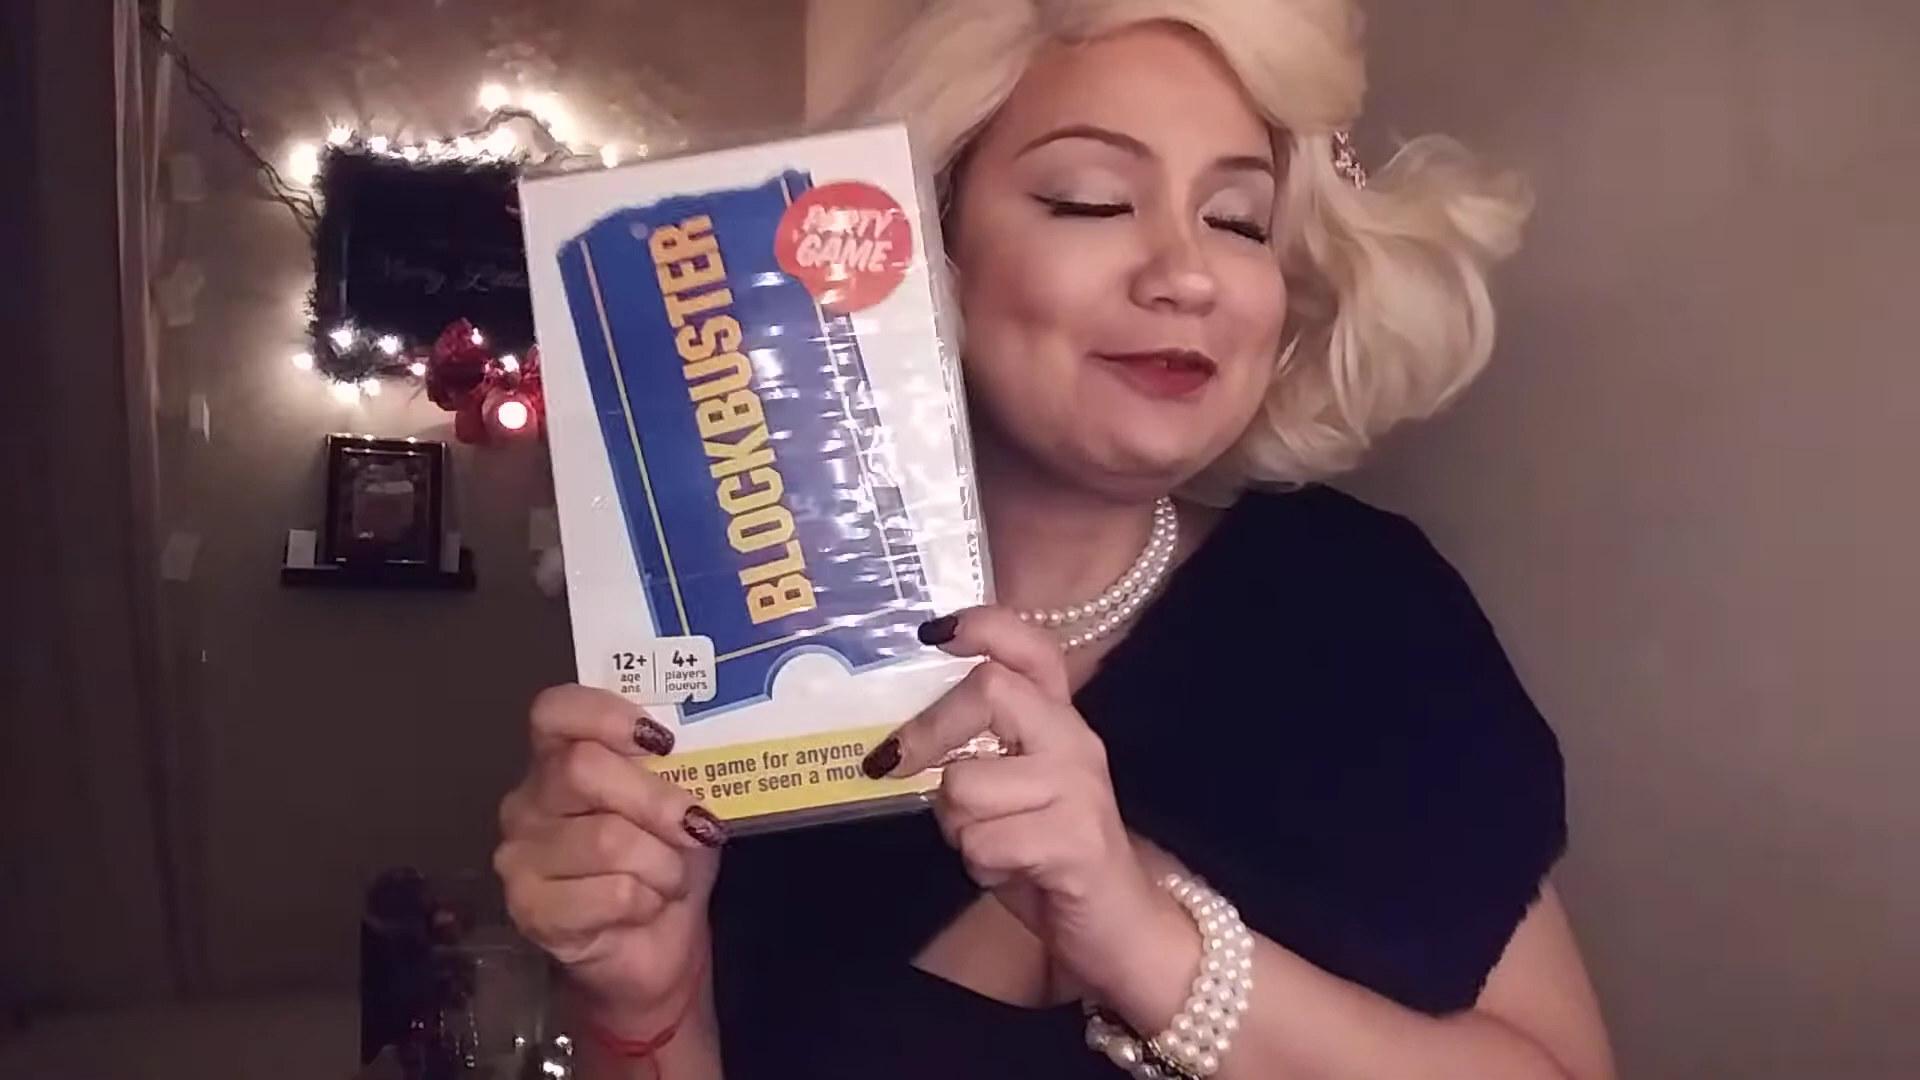 PARTY
GAME
BLOCKBUSTER
12+
age
ans
4+
players
joueurs
ovie game for anyone
s ever seen a mov